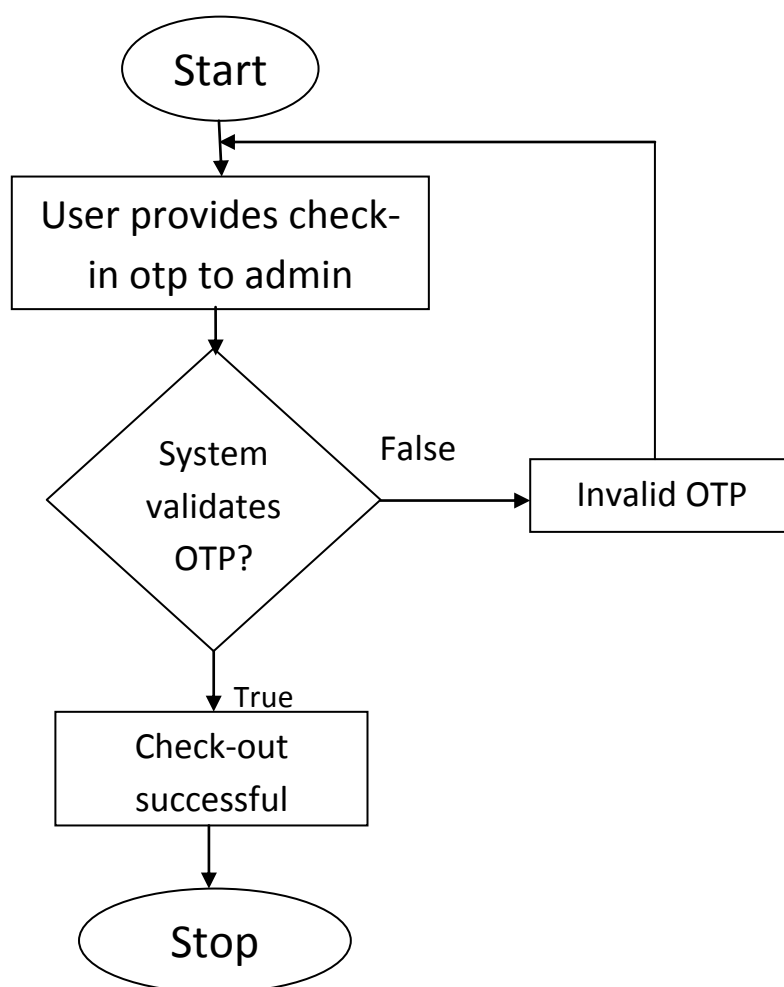 Start
User provides check-
in otp to admin
System
validates
OTP?
False
Invalid OTP
True
Check-out
successful
Stop